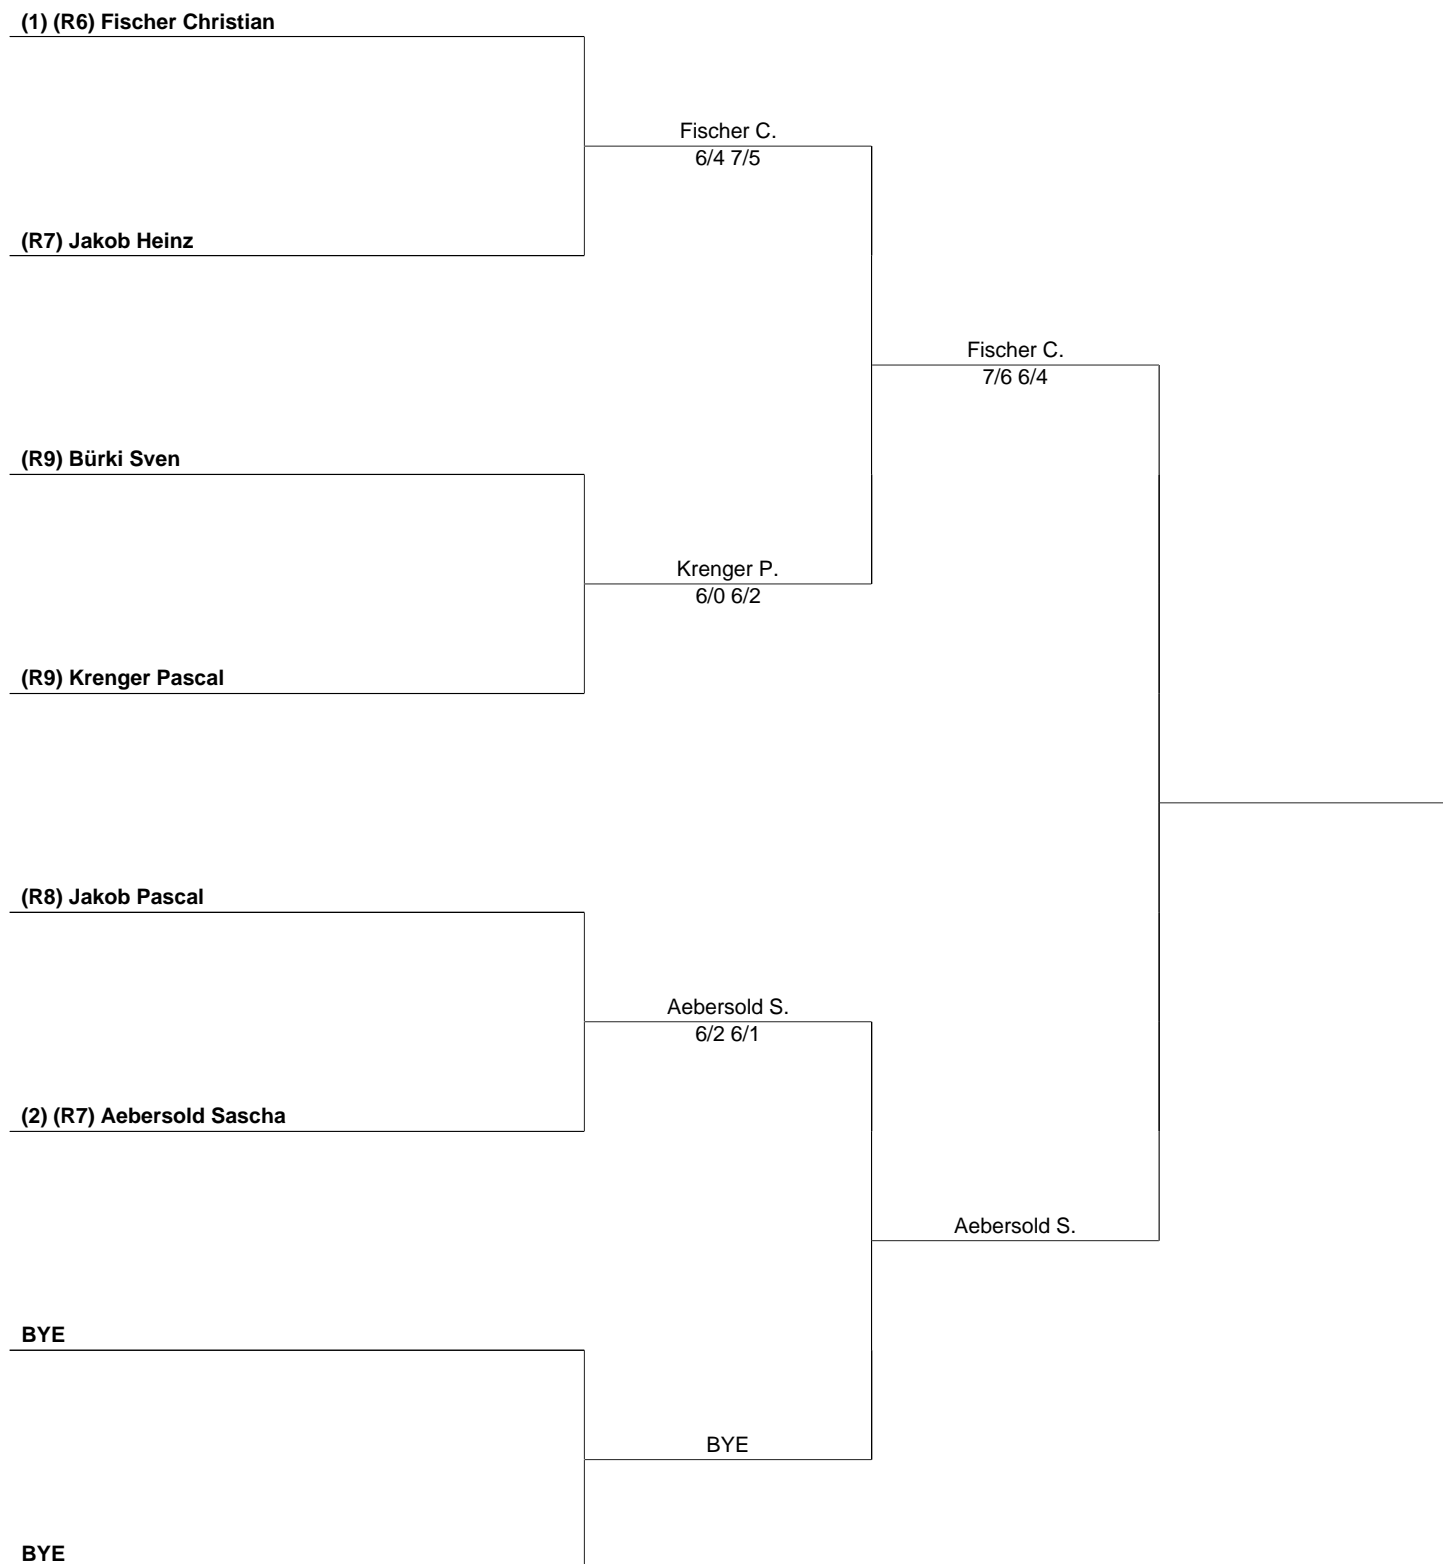 (1) (R6) Fischer Christian
Fischer C.
6/4 7/5
(R7) Jakob Heinz
Fischer C.
7/6 6/4
(R9) Bürki Sven
Krenger P.
6/0 6/2
(R9) Krenger Pascal
(R8) Jakob Pascal
Aebersold S.
6/2 6/1
(2) (R7) Aebersold Sascha
Aebersold S.
BYE
BYE
BYE